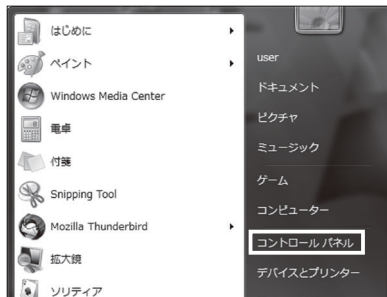 はじめに
ペイント
Windows Media Center
電卓
付箋
Snipping Tool
Mozilla Thunderbird
拡大鏡
ソリティア
user
ドキュメント
ピクチャ
ミュージック
ゲーム
コンピューター
コントロール パネル
デバイスとプリンター